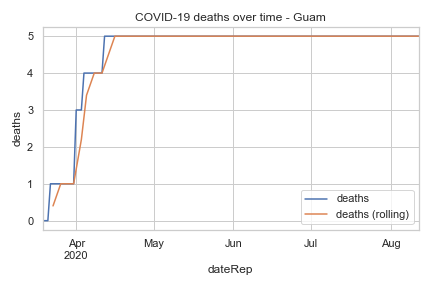 COVID-19 deaths over time - Guam
deaths
5
4
3
2
1
0
deaths
deaths (rolling)
Apr May Jun Jul Aug
2020
dateRep